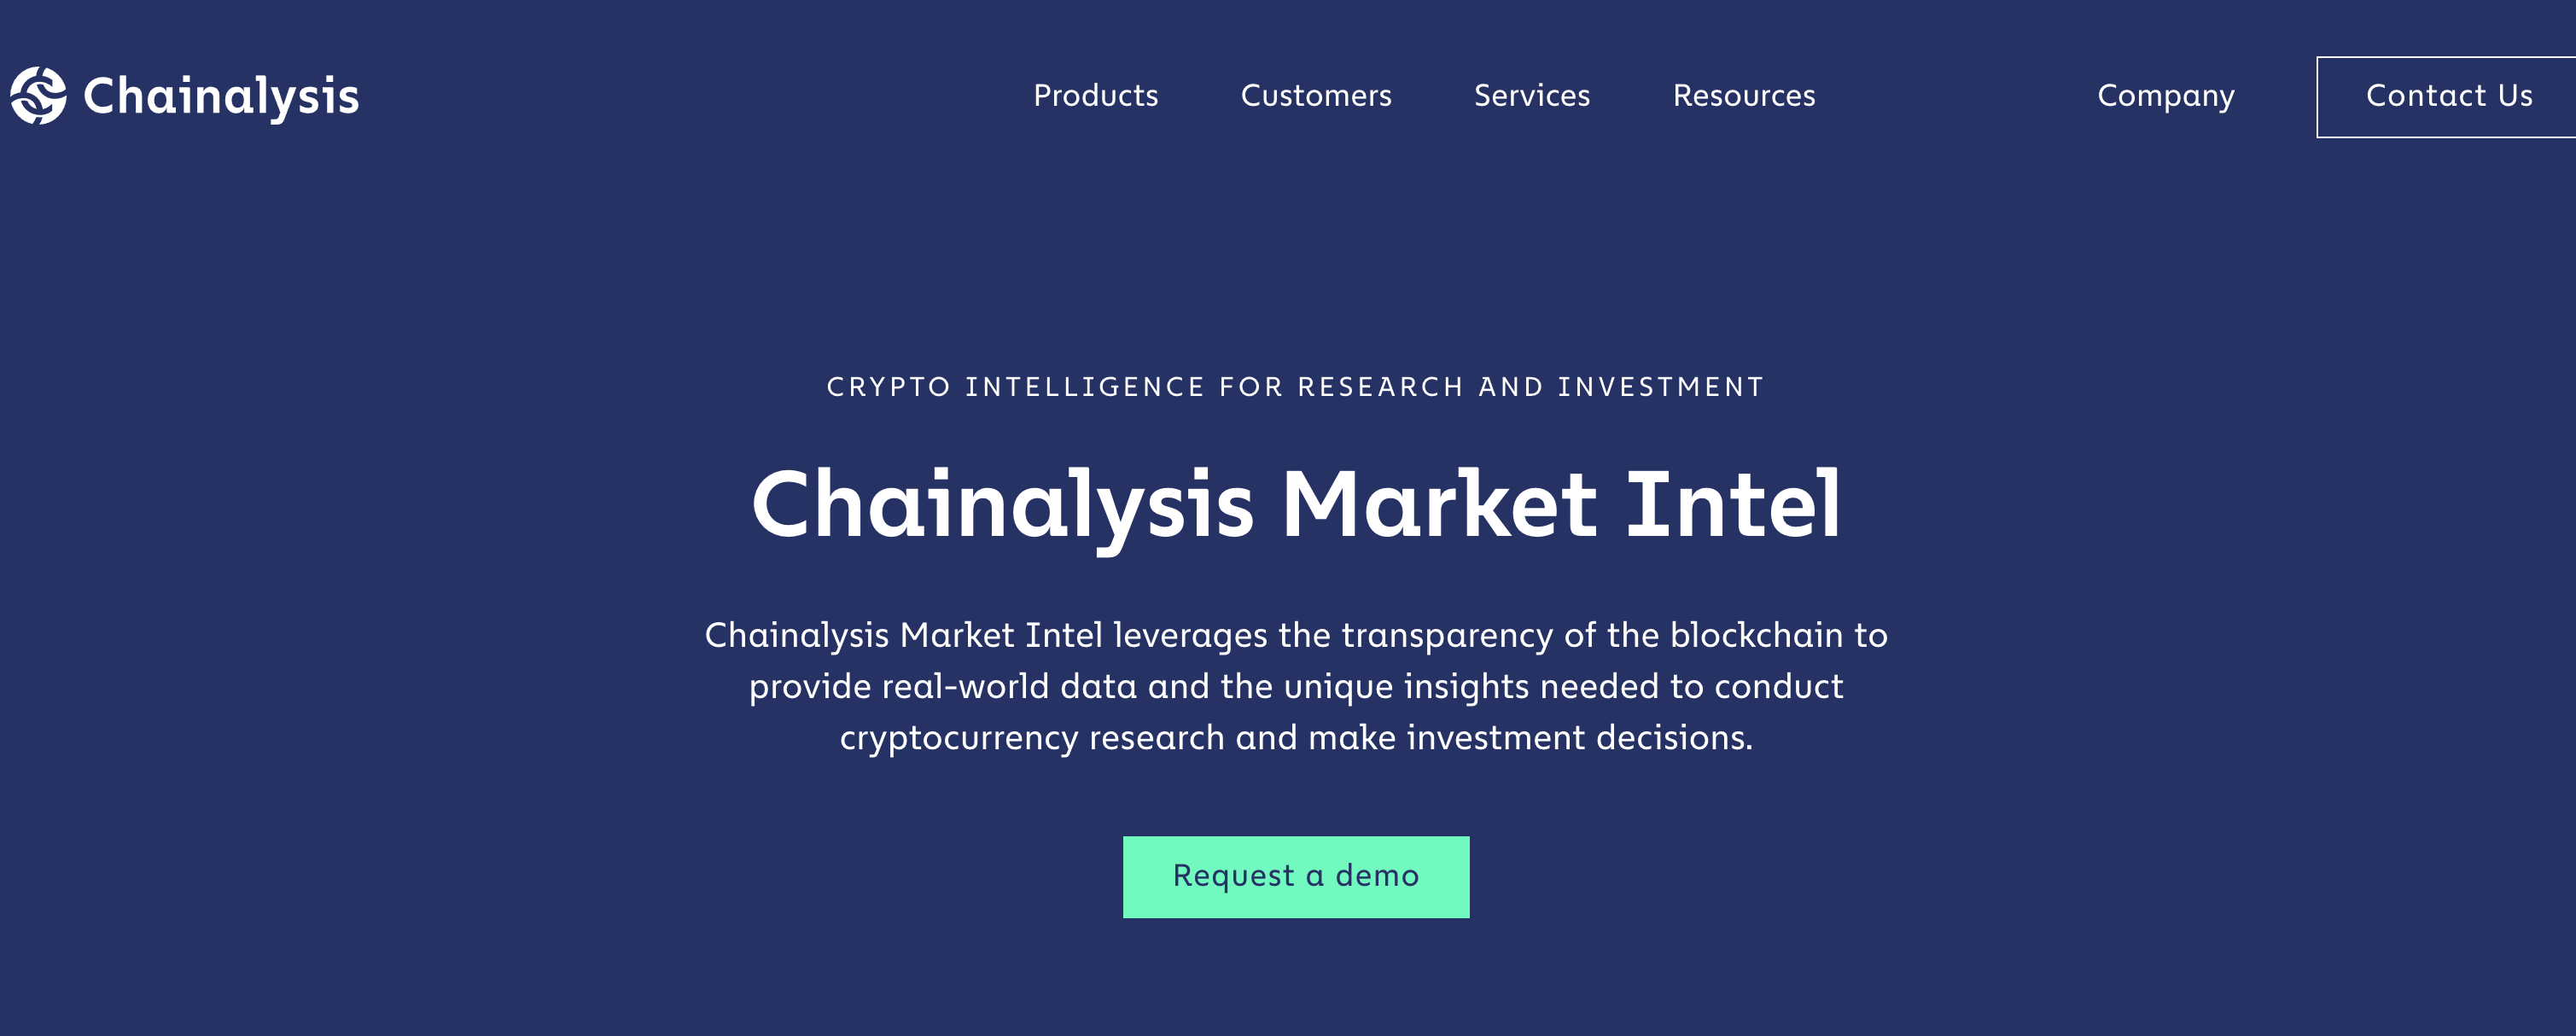 Chainalysis
Products
Customers
Services
Resources
Company
Contact Us
CRYPTO INTELLIGENCE FOR RESEARCH AND INVESTMENT
Chainalysis Market Intel
Chainalysis Market Intel leverages the transparency of the blockchain to
provide real-world data and the unique insights needed to conduct
cryptocurrency research and make investment decisions.
Request a demo